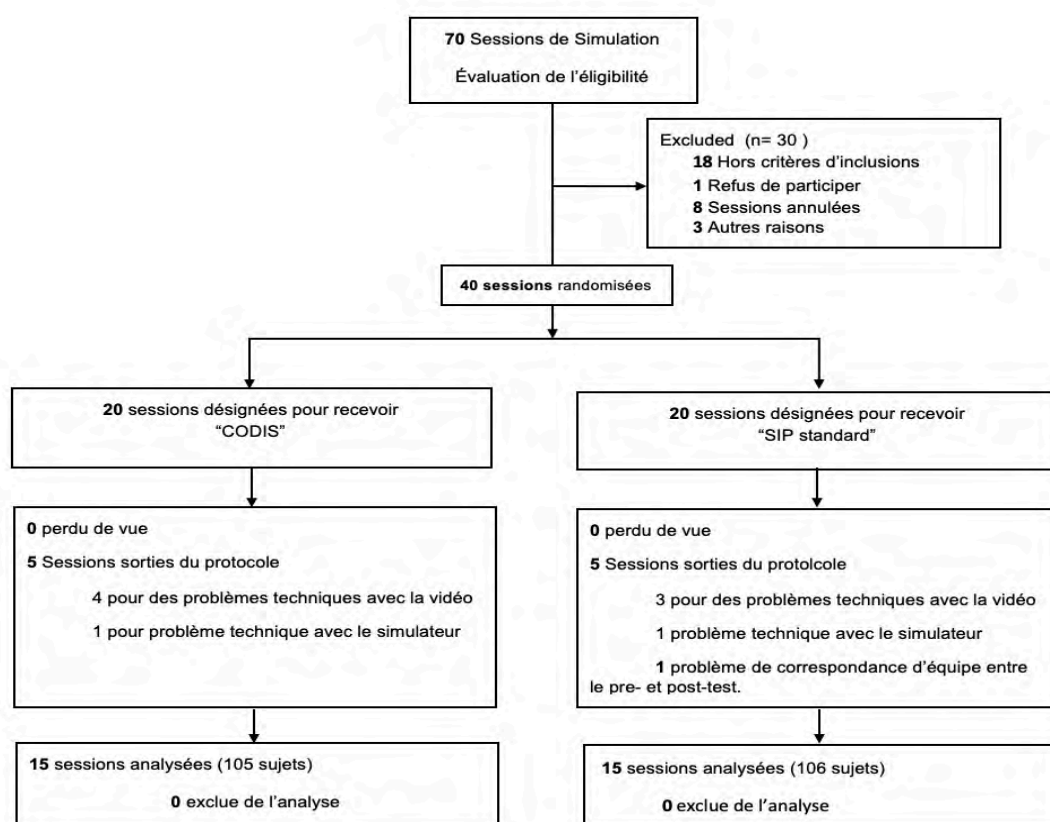 70 Sessions de Simulation
Évaluation de l'éligibilité
Excluded (n= 30 )
18 Hors critères d'inclusions
1 Refus de participer
8 Sessions annulées
3 Autres raisons
40 sessions randomisées
20 sessions désignées pour recevoir
“CODIS”
20 sessions désignées pour recevoir
“SIP standard”
0 perdu de vue
5 Sessions sorties du protocole
4 pour des problèmes techniques avec la vidéo
1 pour problème technique avec le simulateur
0 perdu de vue
5 Sessions sorties du protolcole
3 pour des problèmes techniques avec la vidéo
1 problème technique avec le simulateur
1 problème de correspondance d'équipe entre
le pre- et post-test.
15 sessions analysées (105 sujets)
0 exclue de l'analyse
15 sessions analysées (106 sujets)
0 exclue de l'analyse